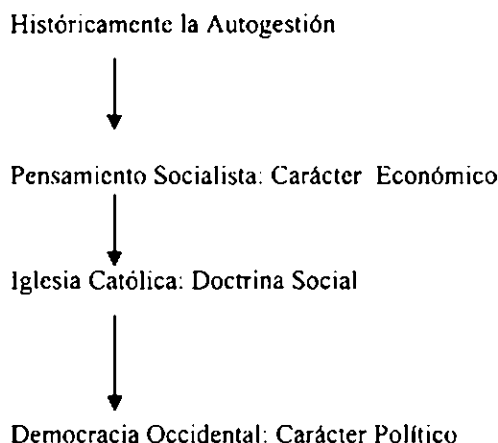 Históricamente la Autogestión
Pensamiento Socialista: Carácter Económico
Iglesia Católica: Doctrina Social
Democracia Occidental: Carácter Político